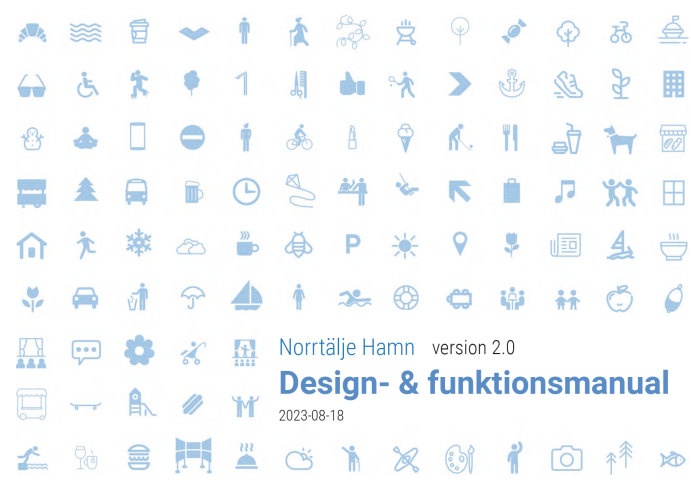 P
Norrtälje Hamn version 2.0
Design- & funktionsmanual
2023-08-18